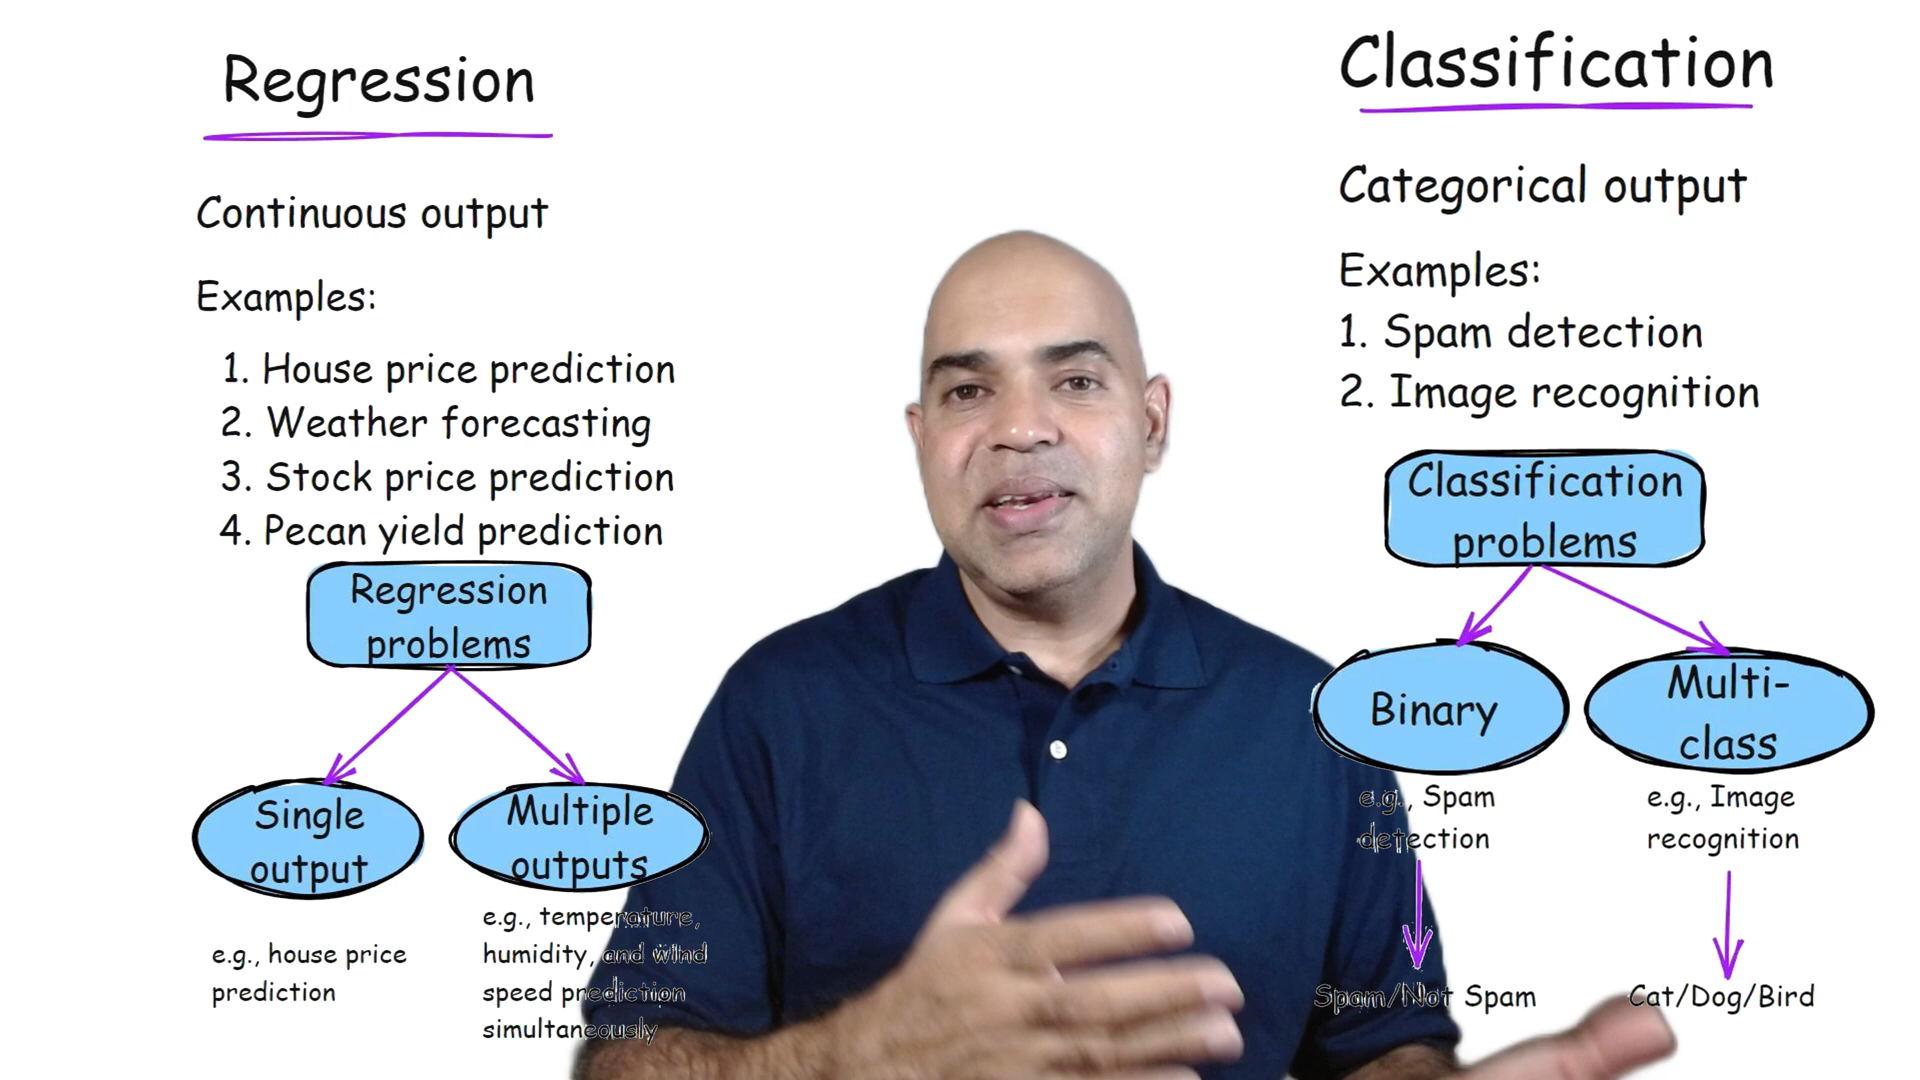 Regression
Continuous output
Examples:
1. House price prediction
2. Weather forecasting
3. Stock price prediction
4. Pecan yield prediction
Regression
problems
Single
output
Multiple
outputs
e.g., house price
prediction
e.g., temperature,
humidity, and wind
speed prediction
simultaneously
Classification
Categorical output
Examples:
1. Spam detection
2. Image recognition
Classification
problems
Binary
Multi-
class
e.g., Spam
detection
e.g., Image
recognition
Spam/Not Spam
Cat/Dog/Bird